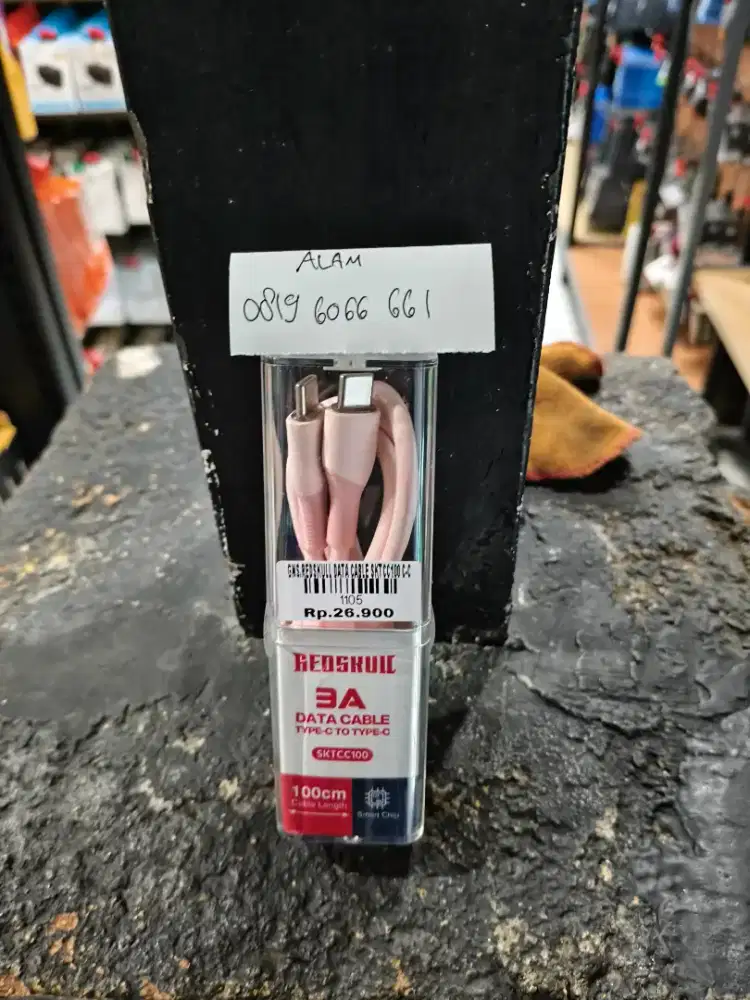 ALAM
0819 6066 661
GWS.REDSKULL DATA CABLE SKTCC100 C-C
1105
Rp.26.900
REDSKULL
3A
DATA CABLE
TYPE-C TO TYPE-C
SKTCC100
100cm
Cable Length
Smart Chip